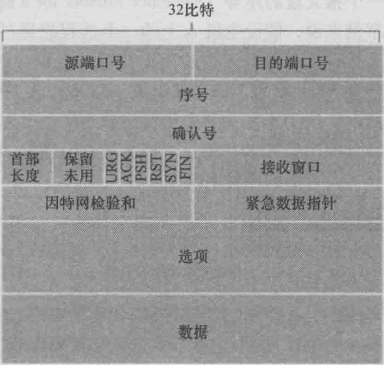 32比特
源端口号 目的端口号
序号
确认号
首部长度 保留未用 URG ACK PSH RST SYN FIN 接收窗口
因特网检验和 紧急数据指针
选项
数据